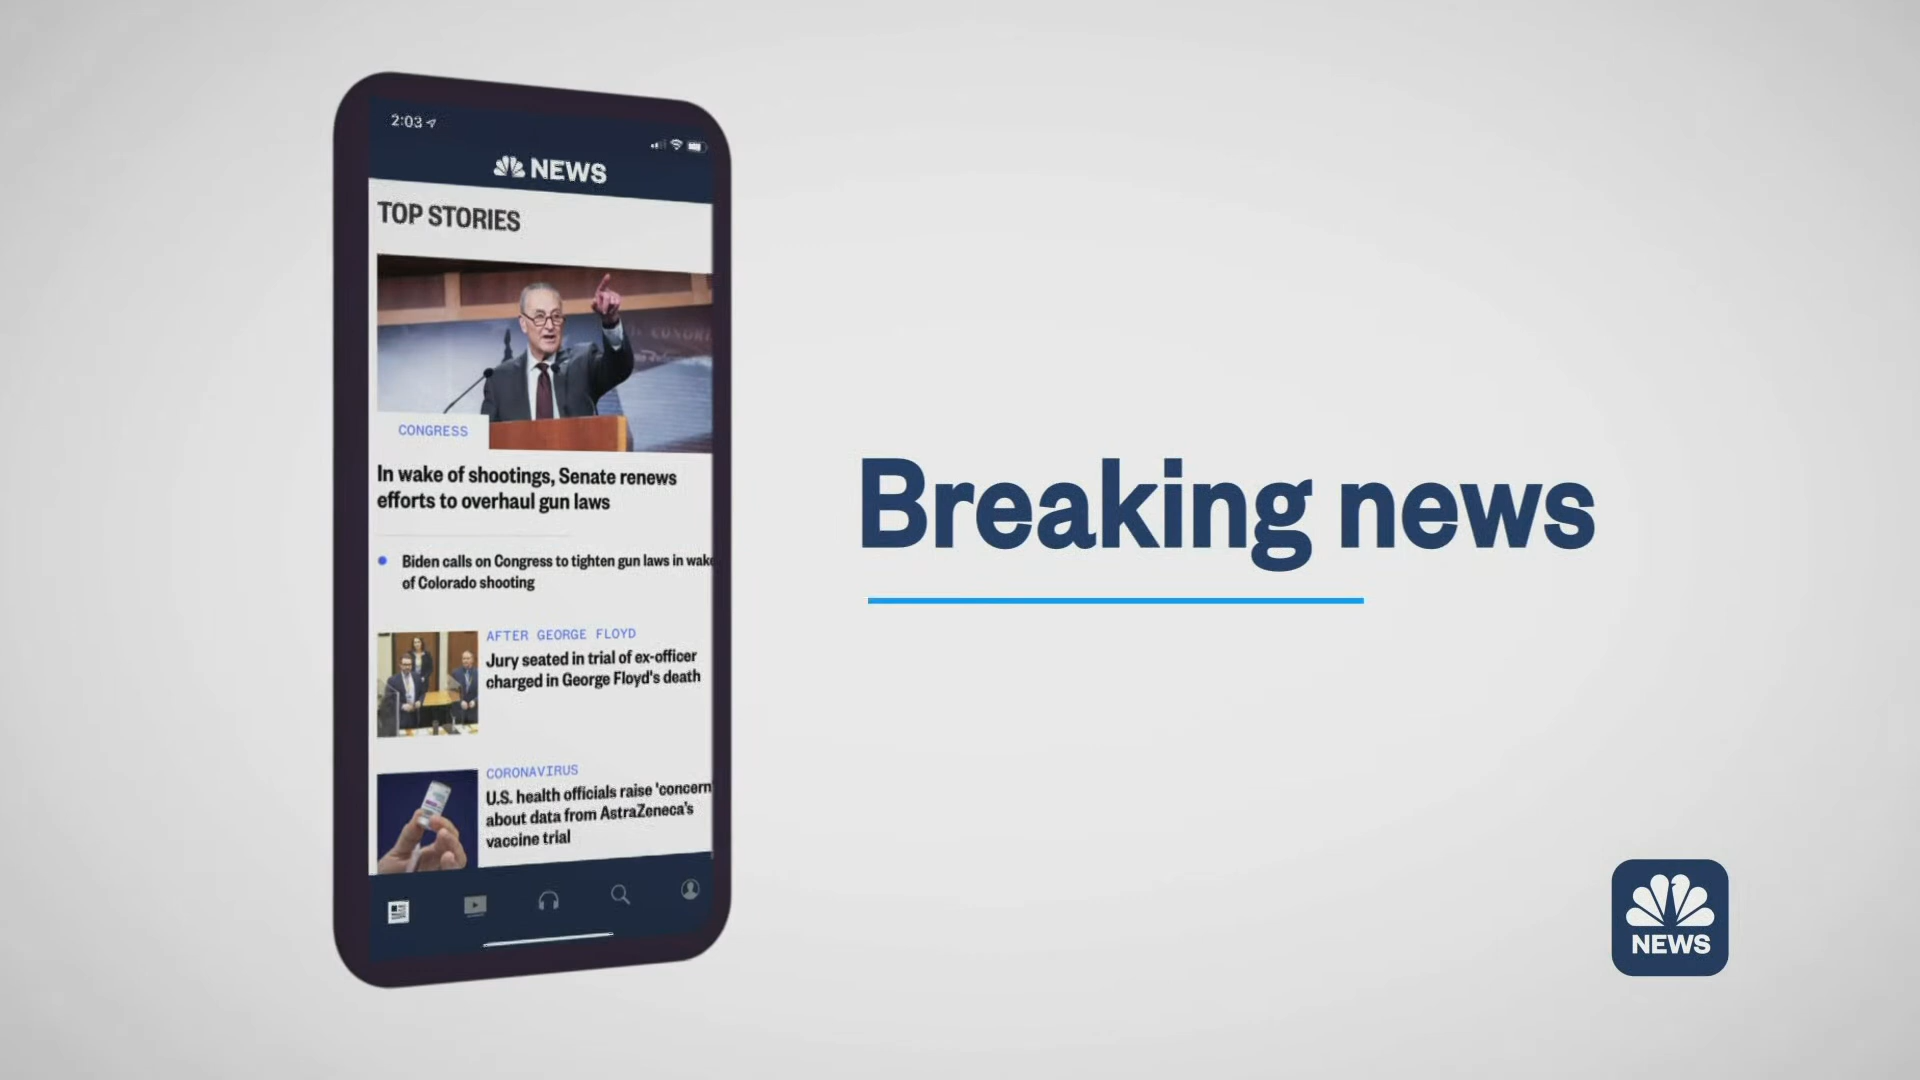 2:03
NEWS
TOP STORIES
CONGRESS
In wake of shootings, Senate renews
efforts to overhaul gun laws
Biden calls on Congress to tighten gun laws in wake
of Colorado shooting
AFTER GEORGE FLOYD
Jury seated in trial of ex-officer
charged in George Floyd's death
CORONAVIRUS
U.S. health officials raise 'concern'
about data from AstraZeneca's
vaccine trial
Breaking news
NEWS